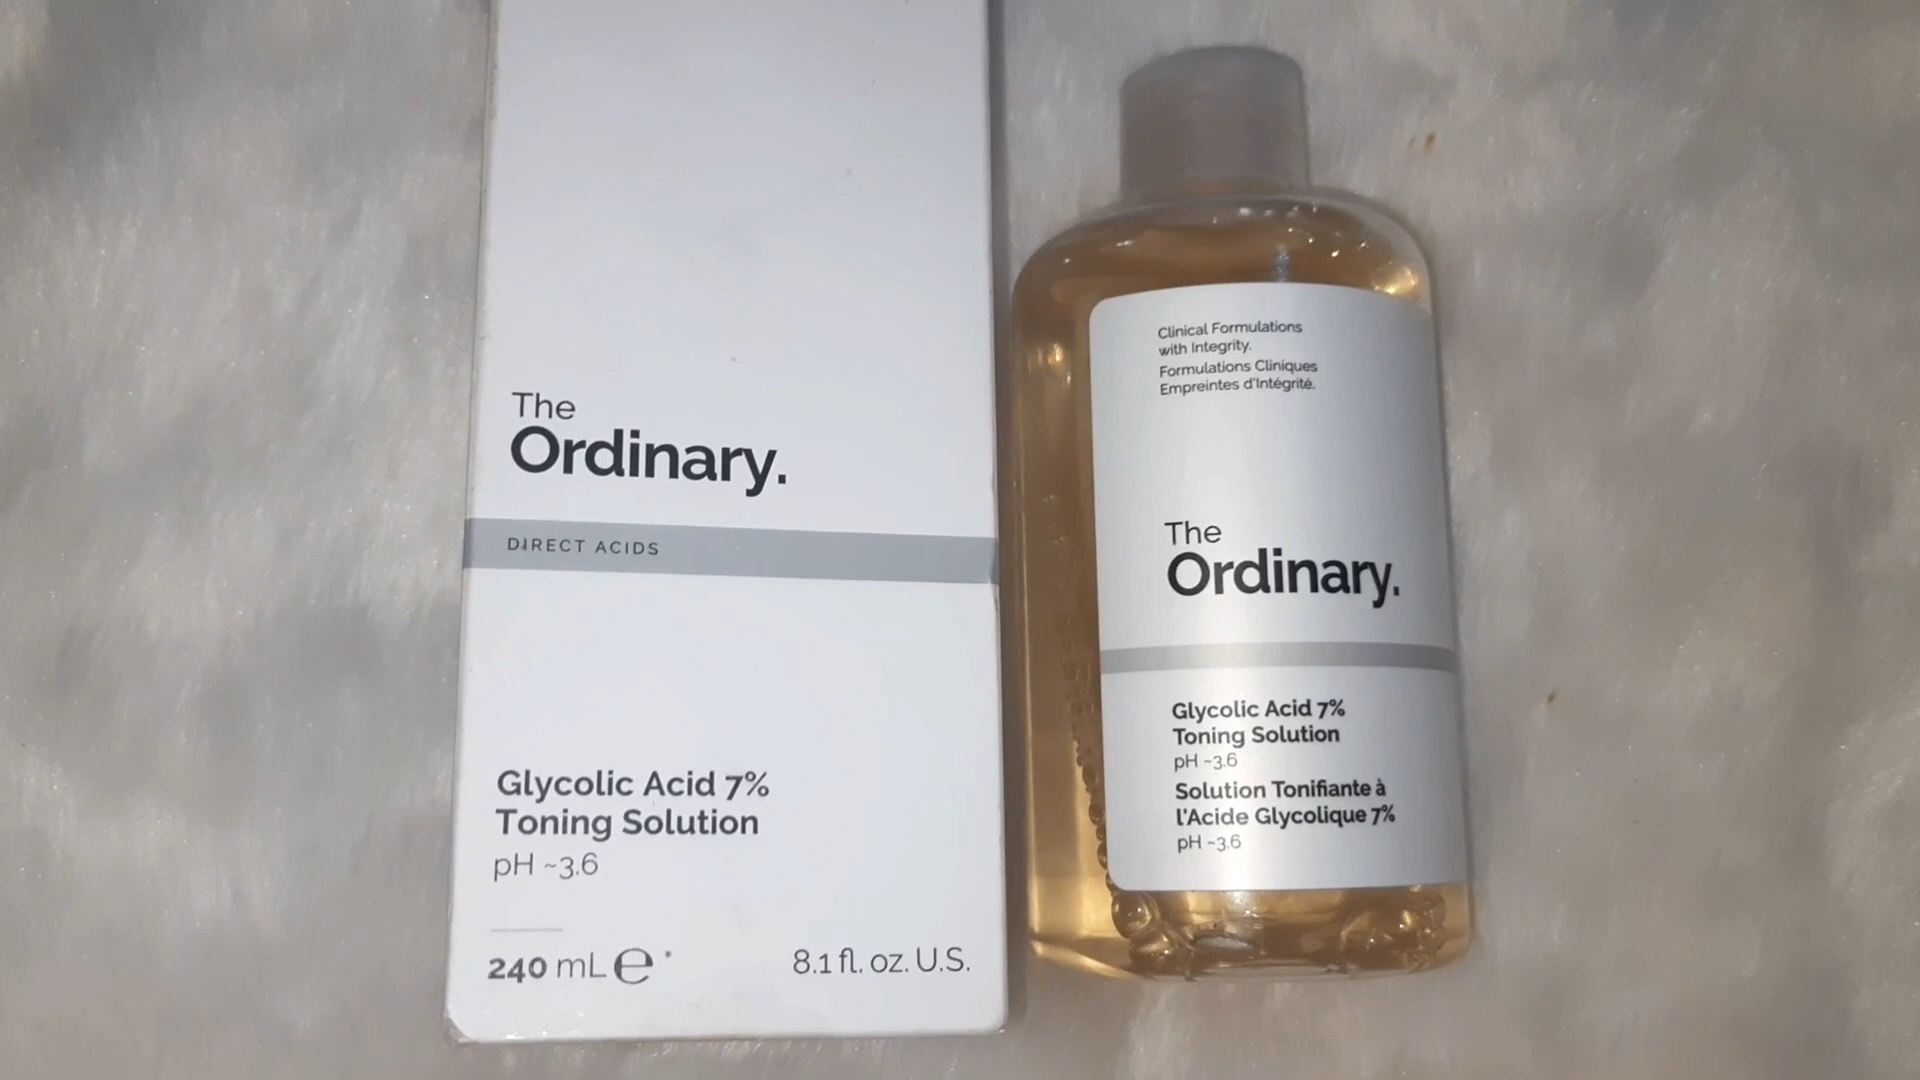 The
Ordinary.
DIRECT ACIDS
Glycolic Acid 7%
Toning Solution
pH ~3.6
240 mL ℮ *
8.1 fl. oz. U.S.
Clinical Formulations
with Integrity.
Formulations Cliniques
Empreintes d'Intégrité.
The
Ordinary.
Glycolic Acid 7%
Toning Solution
pH ~3.6
Solution Tonifiante à
l'Acide Glycolique 7%
pH ~3.6